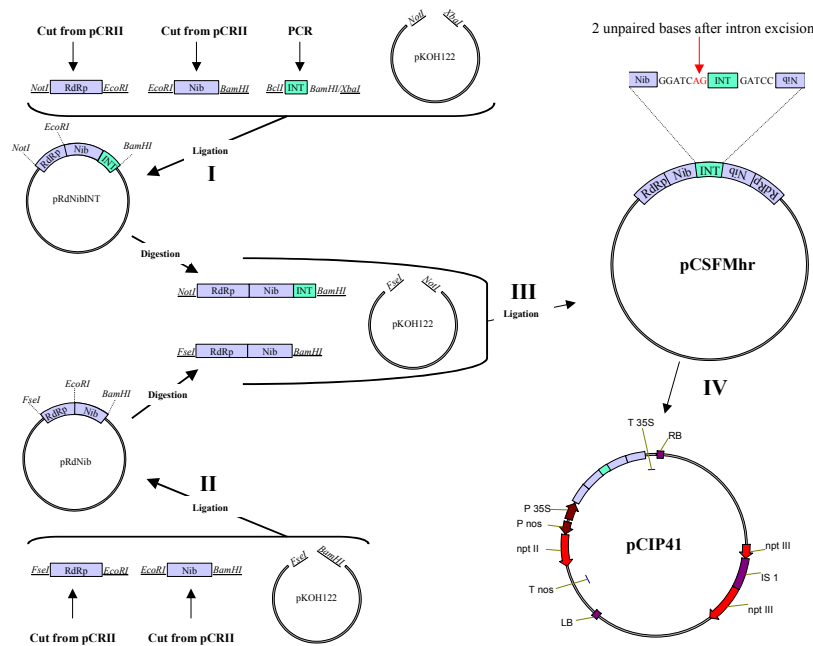 Cut from pCRII
Cut from pCRII
PCR
NotI
XbaI
pKOH122
NotI RdRp EcoRI
EcoRI Nib BamHI
BclI INT BamHI/XbaI
2 unpaired bases after intron excision
Nib GGATCAG INT GATCC Nib
EcoRI
NotI
BamHI
RdRp Nib INT
Ligation
I
pRdNibINT
Digestion
NotI RdRp Nib INT BamHI
FseI
NotI
pKOH122
III
Ligation
RdRp Nib INT Nib RdRp
pCSFMhr
FseI RdRp Nib BamHI
Digestion
EcoRI
FseI
BamHI
RdRp Nib
pRdNib
II
Ligation
IV
T 35S
RB
P 35S
P nos
npt II
T nos
LB
pCIP41
npt III
IS 1
npt III
FseI RdRp EcoRI
EcoRI Nib BamHI
FseI
BamHI
pKOH122
Cut from pCRII
Cut from pCRII